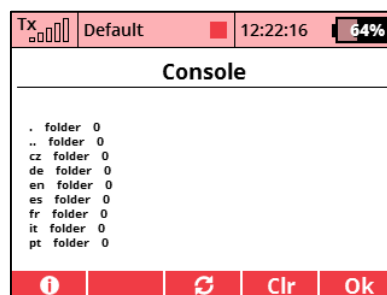 Tx Default 12:22:16 64%
Console
. folder 0
.. folder 0
cz folder 0
de folder 0
en folder 0
es folder 0
fr folder 0
it folder 0
pt folder 0
Clr Ok